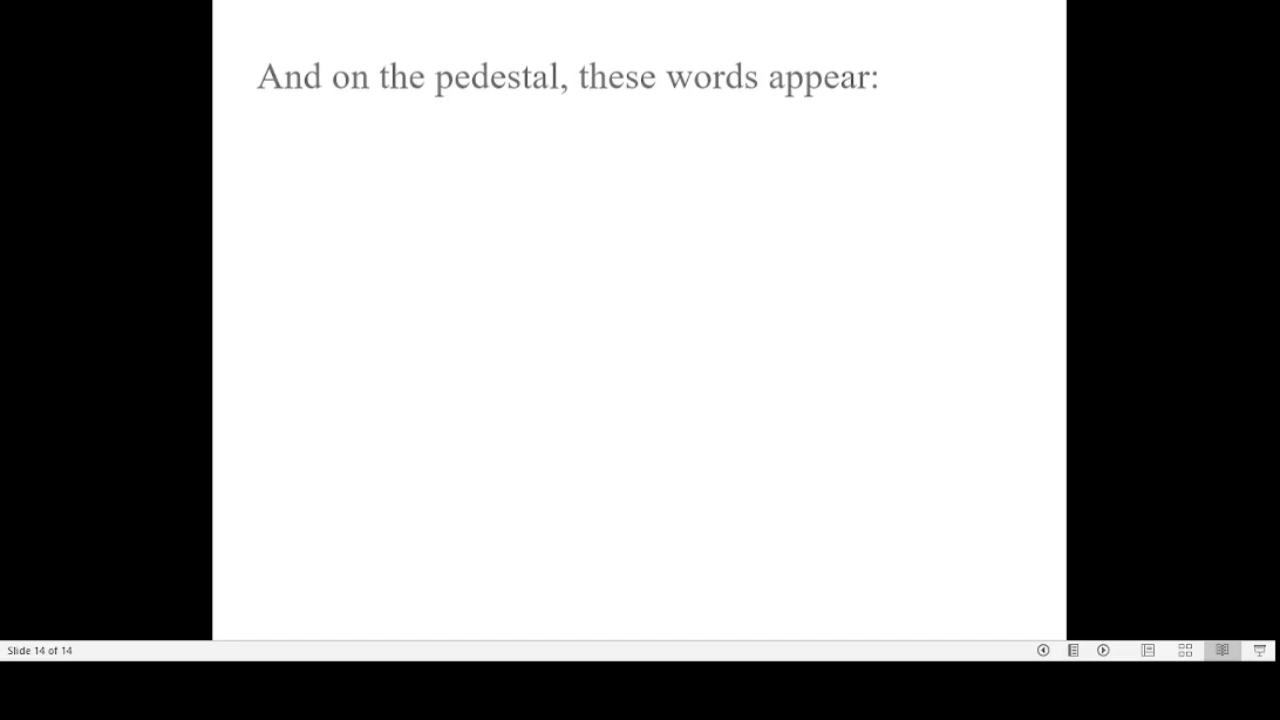 And on the pedestal, these words appear:
Slide 14 of 14